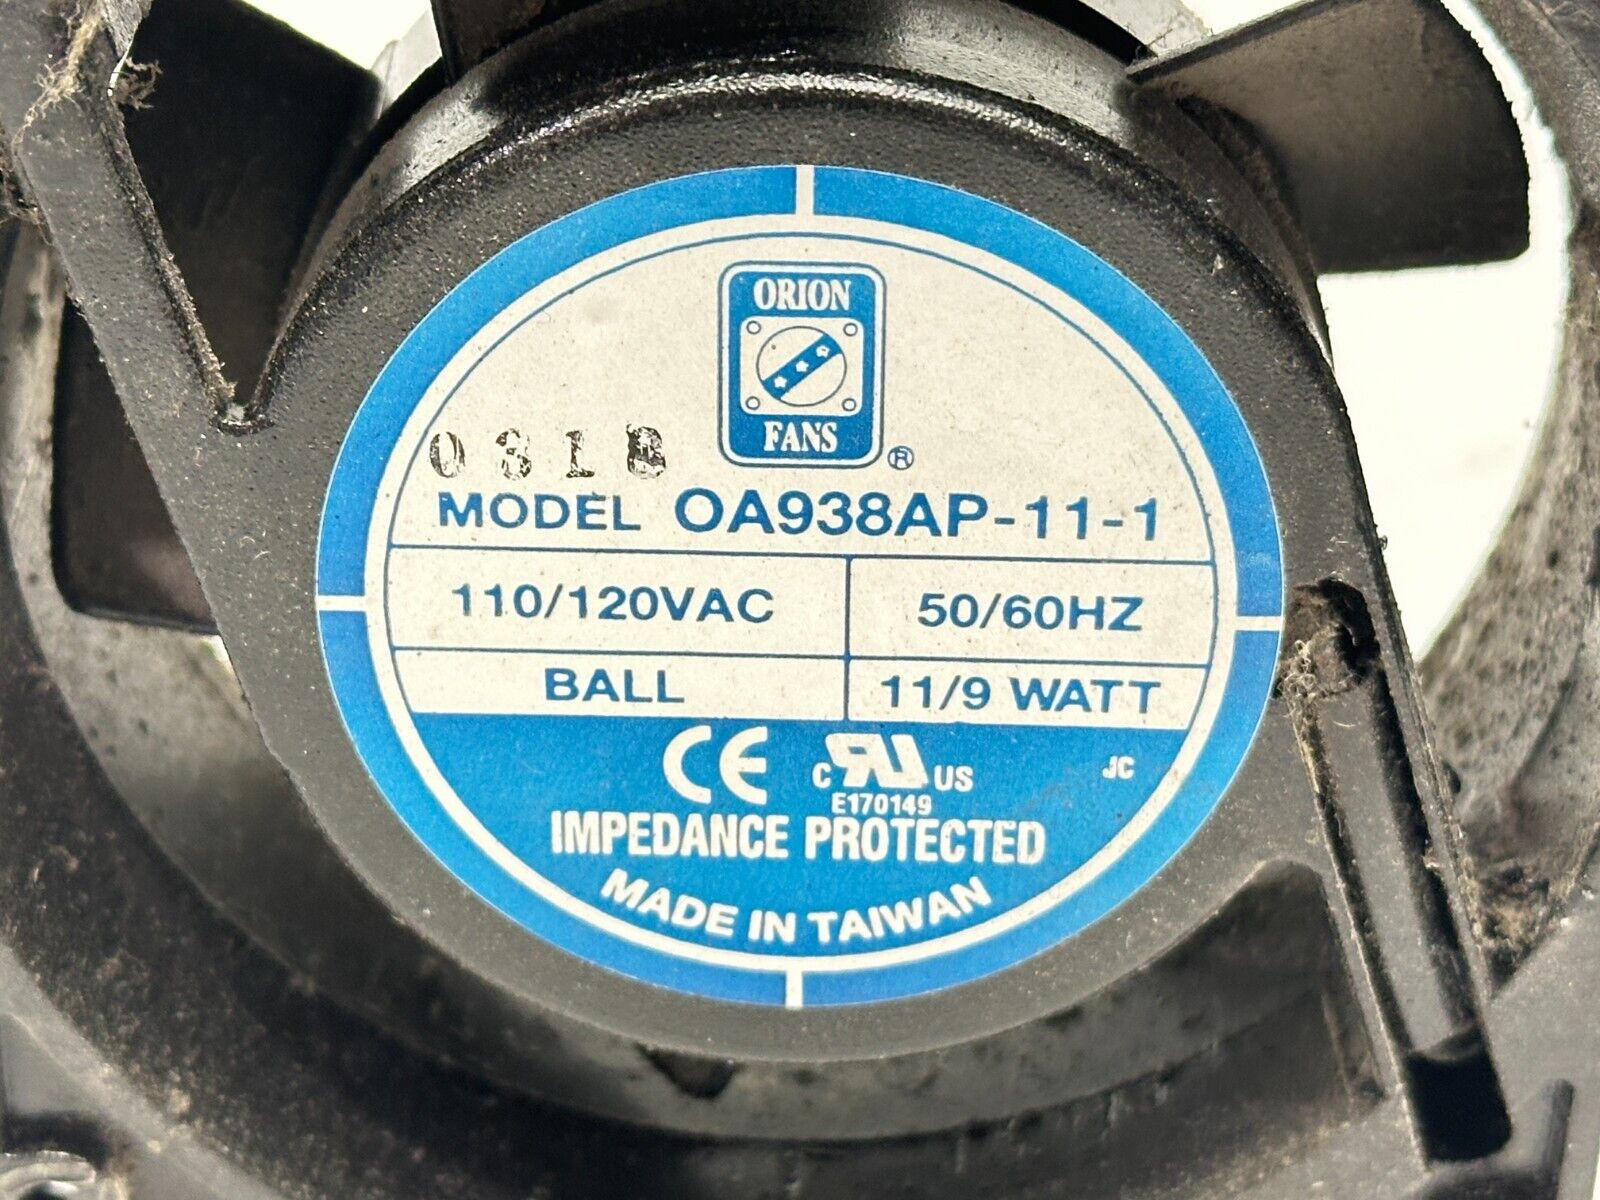 ORION
FANS
®
0318
MODEL OA938AP-11-1
110/120VAC 50/60HZ
BALL 11/9 WATT
CE c RU US JC
E170149
IMPEDANCE PROTECTED
MADE IN TAIWAN